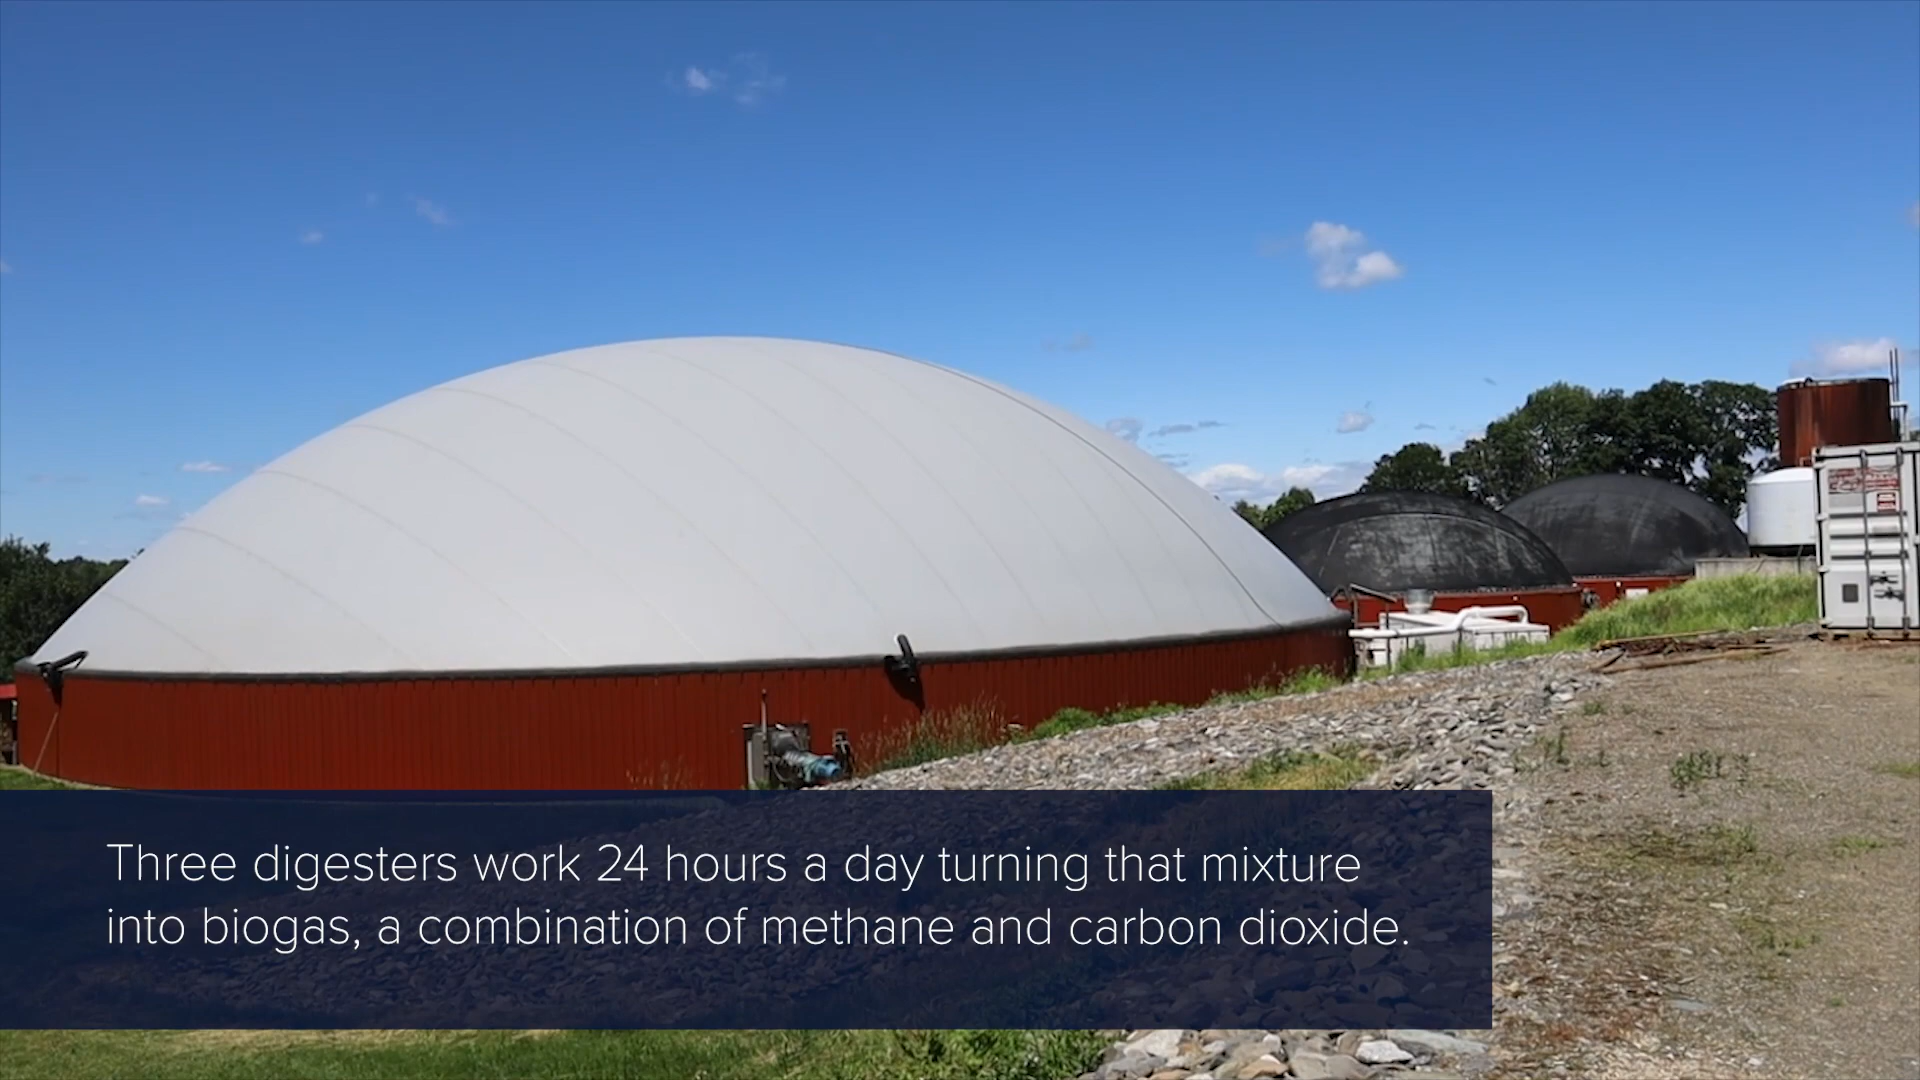 Three digesters work 24 hours a day turning that mixture
into biogas, a combination of methane and carbon dioxide.